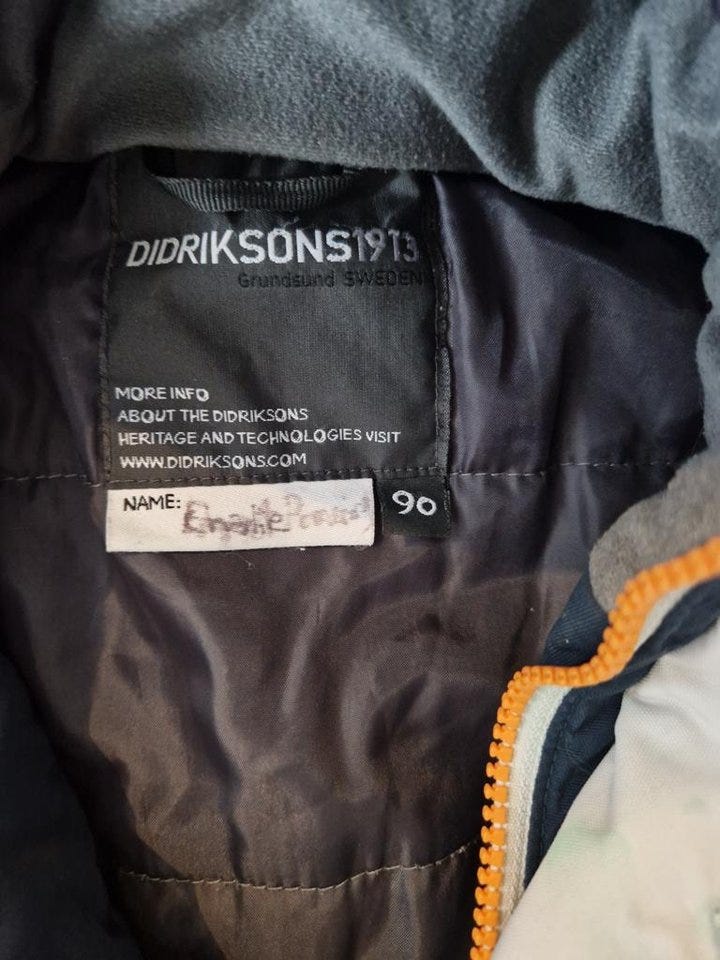 DIDRIKSONS1913
Grundsund SWEDEN
MORE INFO
ABOUT THE DIDRIKSONS
HERITAGE AND TECHNOLOGIES VISIT
WWW.DIDRIKSONS.COM
NAME:
90